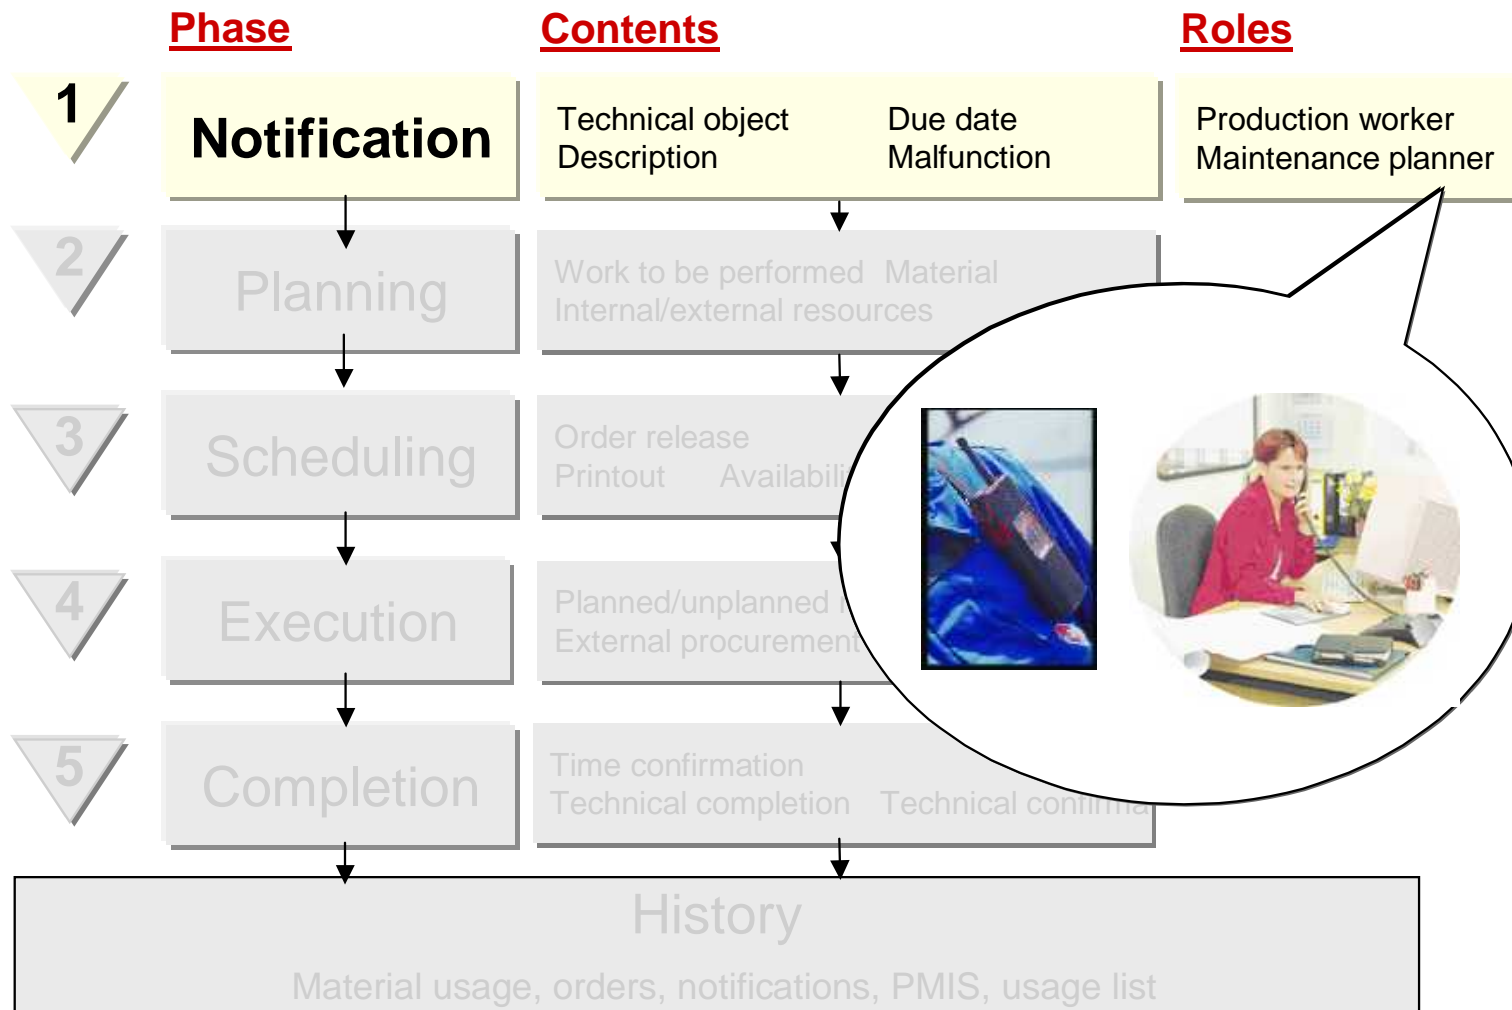 Phase Contents Roles
1 Notification
Technical object Due date
Description Malfunction
Production worker
Maintenance planner
2 Planning
Work to be performed Material
Internal/external resources
3 Scheduling
Order release
Printout
4 Execution
Planned/unplanned
External procurement
5 Completion
Time confirmation
Technical completion Technical
History
Material usage, orders, notifications, PMIS, usage list